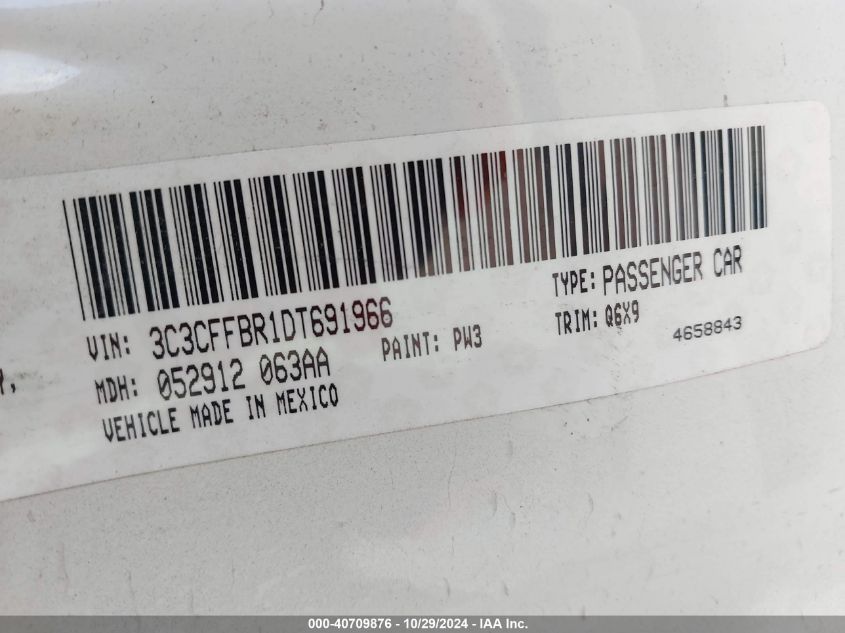 VIN: 3C3CFFBR1DT691966
TYPE: PASSENGER CAR
MDH: 052912 063AA
PAINT: PW3
TRIM: Q6X9
4658843
VEHICLE MADE IN MEXICO
000-40709876 - 10/29/2024 - IAA Inc.